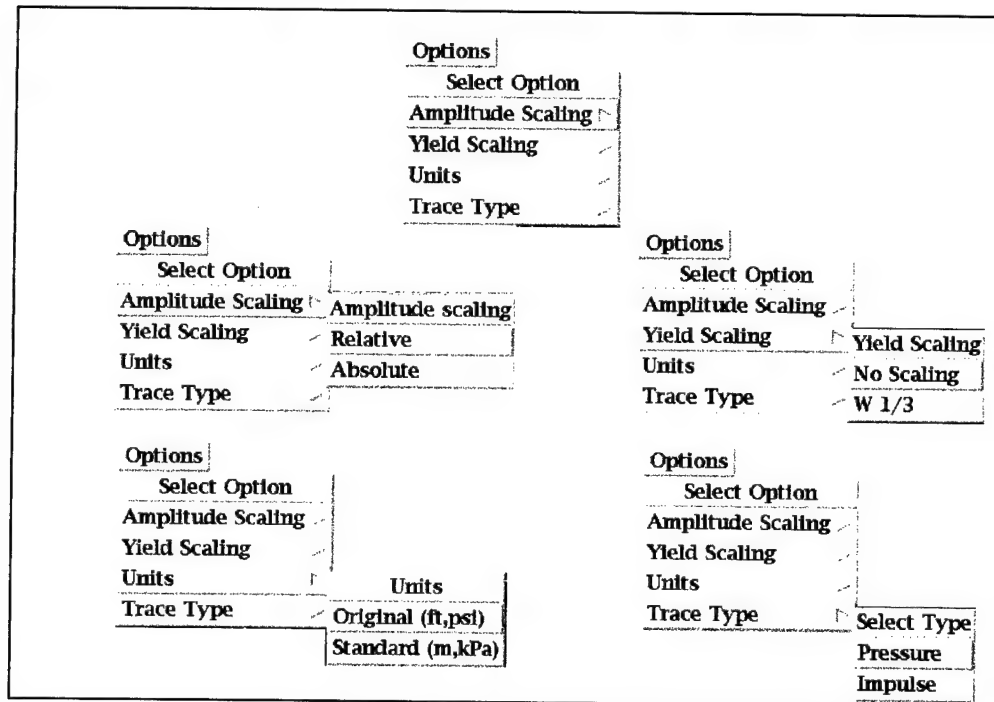 Options
Select Option
Amplitude Scaling
Yield Scaling
Units
Trace Type
Options
Select Option
Amplitude Scaling
Yield Scaling
Units
Trace Type
Amplitude scaling
Relative
Absolute
Options
Select Option
Amplitude Scaling
Yield Scaling
Units
Trace Type
Yield Scaling
No Scaling
W 1/3
Options
Select Option
Amplitude Scaling
Yield Scaling
Units
Trace Type
Units
Original (ft,psi)
Standard (m,kPa)
Options
Select Option
Amplitude Scaling
Yield Scaling
Units
Trace Type
Select Type
Pressure
Impulse